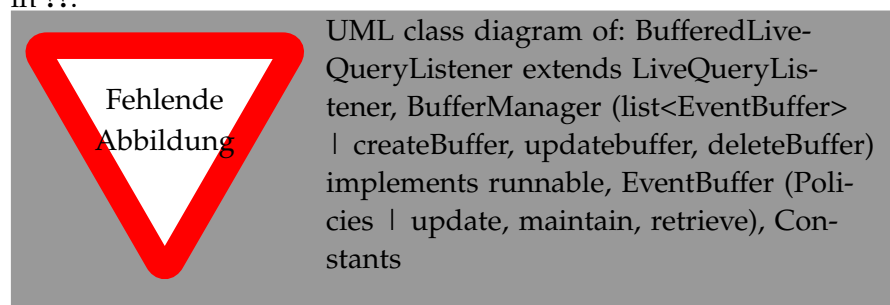 in ??.
Fehlende
Abbildung
UML class diagram of: BufferedLive-
QueryListener extends LiveQueryLis-
tener, BufferManager (list<EventBuffer>
| createBuffer, updatebuffer, deleteBuffer)
implements runnable, EventBuffer (Poli-
cies | update, maintain, retrieve), Con-
stants